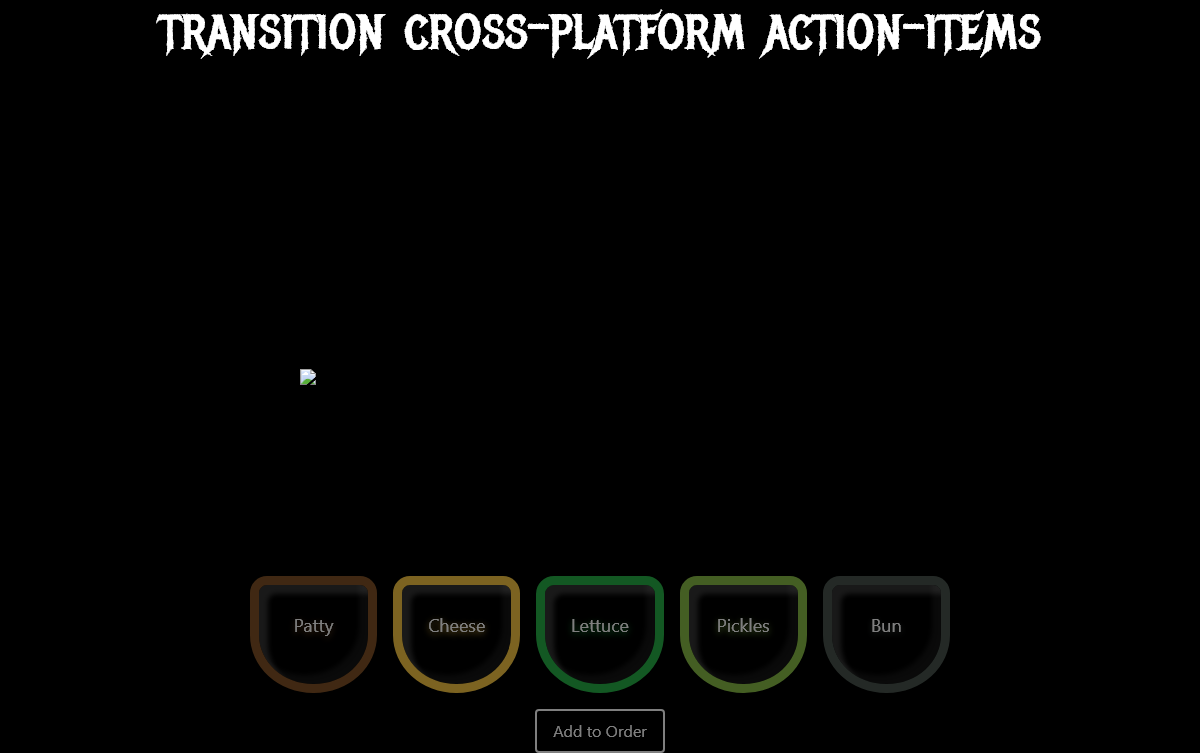 TRANSITION CROSS-PLATFORM ACTION-ITEMS
Patty
Cheese
Lettuce
Pickles
Bun
Add to Order